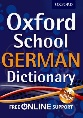 OXFORD
Oxford
School
GERMAN
Dictionary
FREE ONLINE SUPPORT